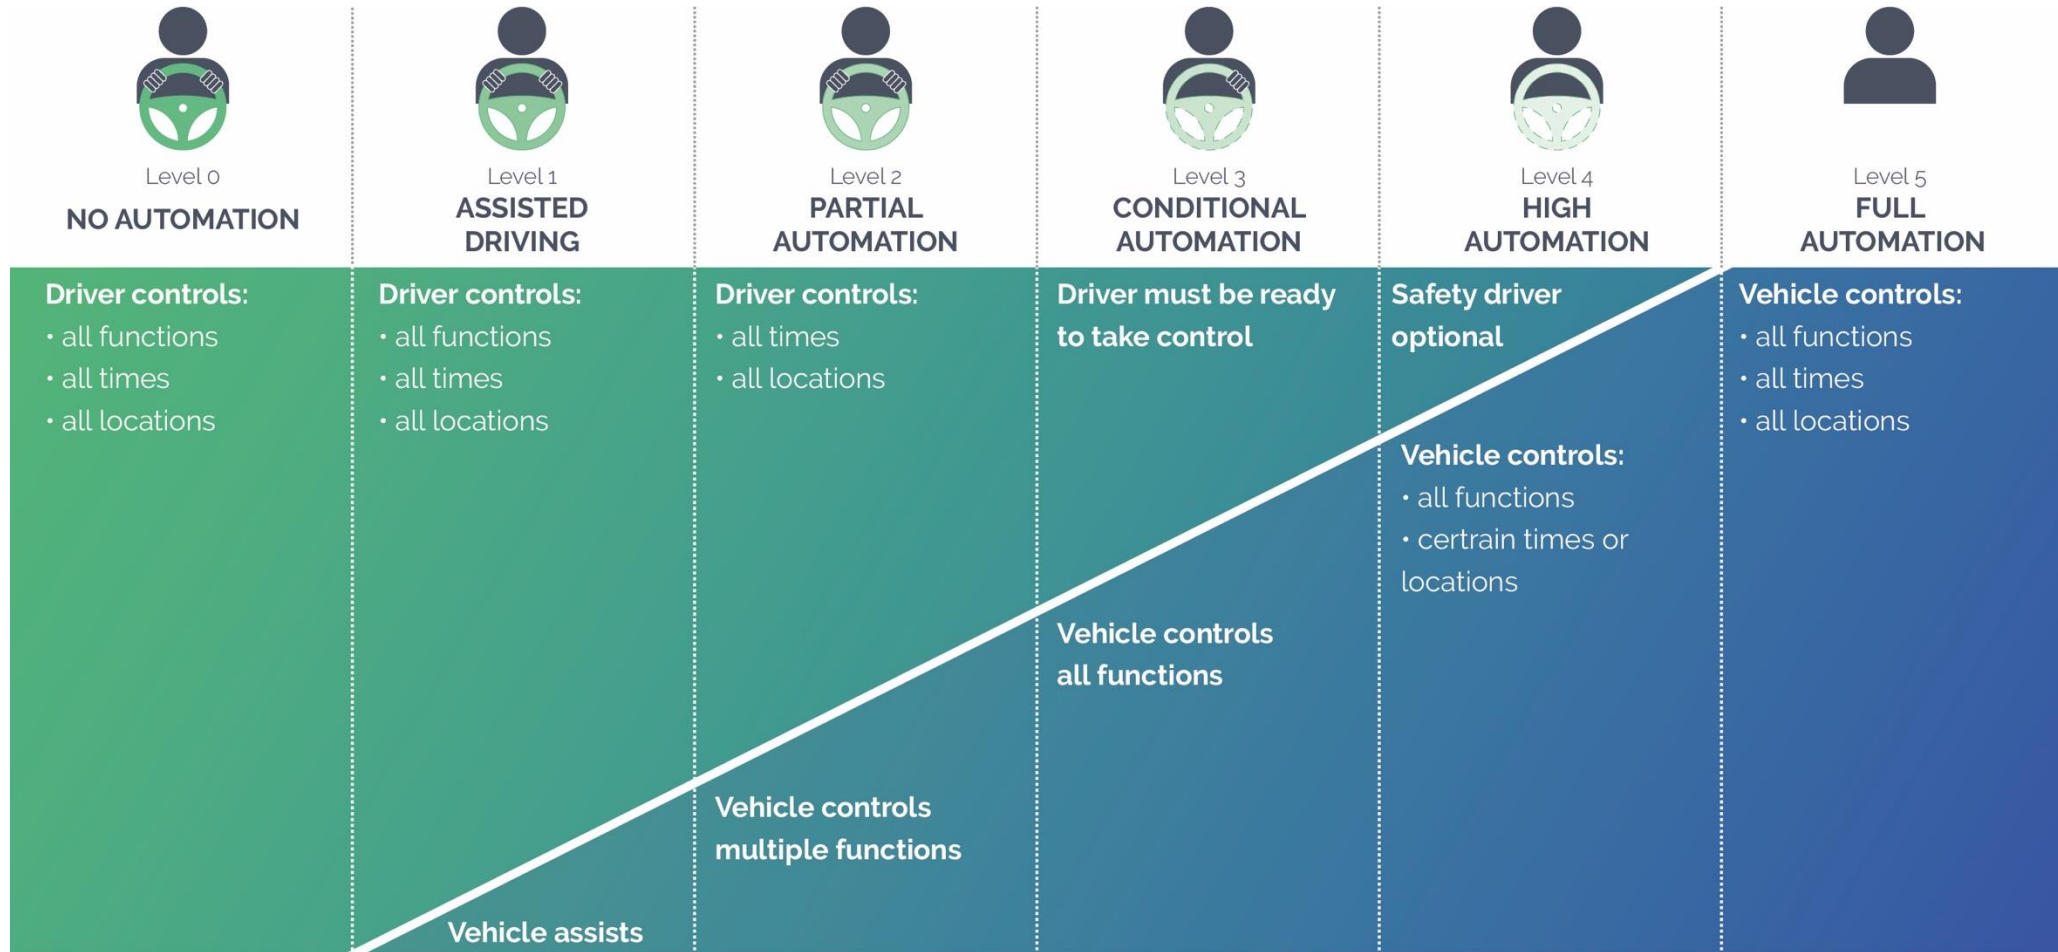 Level 0
NO AUTOMATION
Driver controls:
• all functions
• all times
• all locations
Level 1
ASSISTED
DRIVING
Driver controls:
• all functions
• all times
• all locations
Vehicle assists
Level 2
PARTIAL
AUTOMATION
Driver controls:
• all times
• all locations
Vehicle controls
multiple functions
Level 3
CONDITIONAL
AUTOMATION
Driver must be ready
to take control
Vehicle controls
all functions
Level 4
HIGH
AUTOMATION
Safety driver
optional
Vehicle controls:
• all functions
• certrain times or
locations
Level 5
FULL
AUTOMATION
Vehicle controls:
• all functions
• all times
• all locations